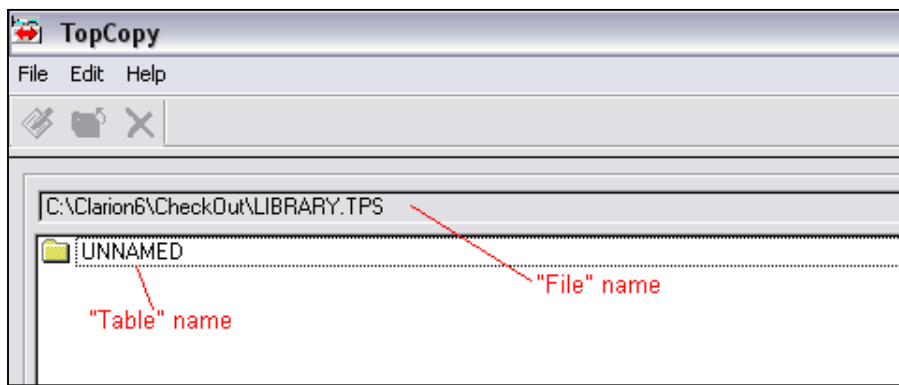 TopCopy
File Edit Help
C:\Clarion6\CheckOut\LIBRARY.TPS
UNNAMED
"File" name
"Table" name